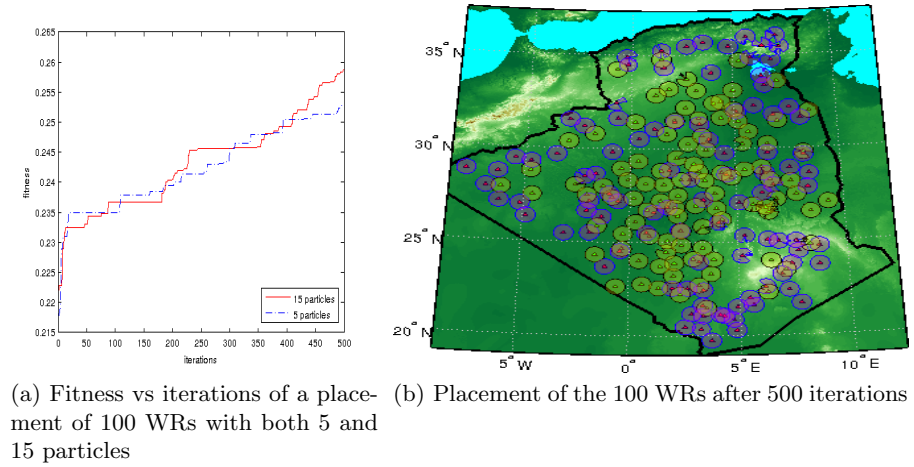 0.265
0.26
0.255
0.25
0.245
0.24
0.235
0.23
0.225
0.22
0.215
fitness
0 50 100 150 200 250 300 350 400 450 500
iterations
15 particles
5 particles
35° N
30° N
25° N
20° N
5° W
0°
5° E
10° E
(a) Fitness vs iterations of a place-
ment of 100 WRs with both 5 and
15 particles
(b) Placement of the 100 WRs after 500 iterations